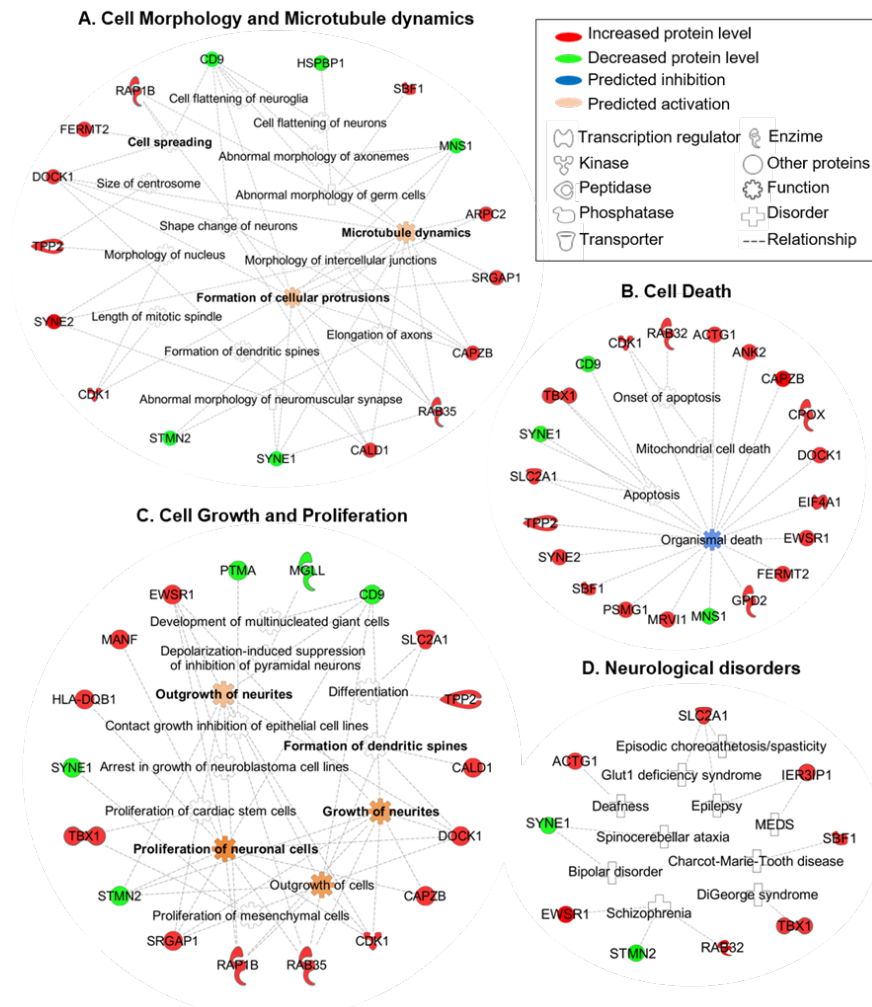 A. Cell Morphology and Microtubule dynamics
CD9
HSPBP1
RAP1B
SBF1
Cell flattening of neuroglia
FERMT2
Cell flattening of neurons
Cell spreading
MNS1
Abnormal morphology of axonemes
DOCK1
Size of centrosome
Abnormal morphology of germ cells
ARPC2
Shape change of neurons
Microtubule dynamics
TPP2
Morphology of nucleus
Morphology of intercellular junctions
SRGAP1
Formation of cellular protrusions
SYNE2
Length of mitotic spindle
Elongation of axons
Formation of dendritic spines
CAPZB
CDK1
Abnormal morphology of neuromuscular synapse
RAB35
STMN2
SYNE1
CALD1
Increased protein level
Decreased protein level
Predicted inhibition
Predicted activation
Transcription regulator
Enzime
Kinase
Other proteins
Peptidase
Function
Phosphatase
Disorder
Transporter
Relationship
B. Cell Death
CDK1
RAB32
ACTG1
ANK2
CD9
CAPZB
TBX1
Onset of apoptosis
CPOX
SYNE1
Mitochondrial cell death
DOCK1
SLC2A1
Apoptosis
EIF4A1
TPP2
Organismal death
EWSR1
SYNE2
FERMT2
SBF1
GPD2
PSMG1
MRVI1
MNS1
C. Cell Growth and Proliferation
PTMA
MGLL
EWSR1
CD9
Development of multinucleated giant cells
MANF
SLC2A1
Depolarization-induced suppression
of inhibition of pyramidal neurons
HLA-DQB1
Outgrowth of neurites
Differentiation
TPP2
Contact growth inhibition of epithelial cell lines
Formation of dendritic spines
SYNE1
Arrest in growth of neuroblastoma cell lines
CALD1
Proliferation of cardiac stem cells
Growth of neurites
TBX1
DOCK1
Proliferation of neuronal cells
STMN2
Outgrowth of cells
CAPZB
Proliferation of mesenchymal cells
SRGAP1
CDK1
RAP1B
RAB35
D. Neurological disorders
SLC2A1
Episodic choreoathetosis/spasticity
ACTG1
Glut1 deficiency syndrome
IER3IP1
Deafness
Epilepsy
SYNE1
MEDS
Spinocerebellar ataxia
SBF1
Charcot-Marie-Tooth disease
Bipolar disorder
DiGeorge syndrome
EWSR1
Schizophrenia
TBX1
STMN2
RAB32